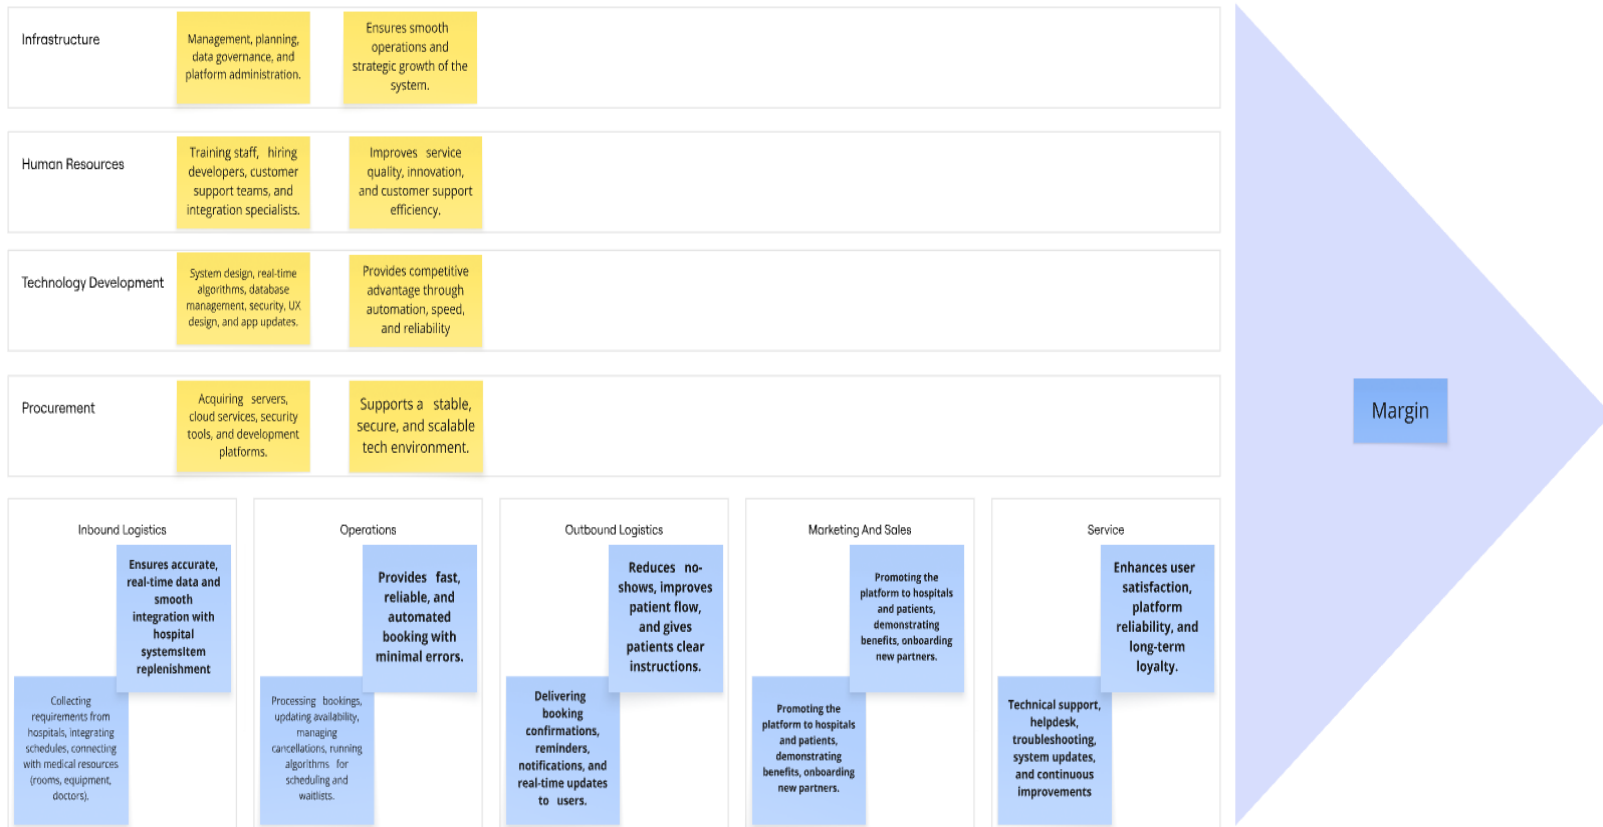 Infrastructure
Management, planning,
data governance, and
platform administration.
Ensures smooth
operations and
strategic growth of the
system.
Human Resources
Training staff, hiring
developers, customer
support teams, and
integration specialists.
Improves service
quality, innovation,
and customer support
efficiency.
Technology Development
System design, real-time
algorithms, database
management, security, UX
design, and app updates.
Provides competitive
advantage through
automation, speed,
and reliability
Procurement
Acquiring servers,
cloud services, security
tools, and development
platforms.
Supports a stable,
secure, and scalable
tech environment.
Margin
Inbound Logistics
Ensures accurate,
real-time data and
smooth
integration with
hospital
systemsItem
replenishment
Collecting
requirements from
hospitals, integrating
schedules, connecting
with medical resources
(rooms, equipment,
doctors).
Operations
Provides fast,
reliable, and
automated
booking with
minimal errors.
Processing bookings,
updating availability,
managing
cancellations, running
algorithms for
scheduling and
waitlists.
Outbound Logistics
Reduces no-
shows, improves
patient flow,
and gives
patients clear
instructions.
Delivering
booking
confirmations,
reminders,
notifications, and
real-time updates
to users.
Marketing And Sales
Promoting the
platform to hospitals
and patients,
demonstrating
benefits, onboarding
new partners.
Promoting the
platform to hospitals
and patients,
demonstrating
benefits, onboarding
new partners.
Service
Enhances user
satisfaction,
platform
reliability, and
long-term
loyalty.
Technical support,
helpdesk,
troubleshooting,
system updates,
and continuous
improvements